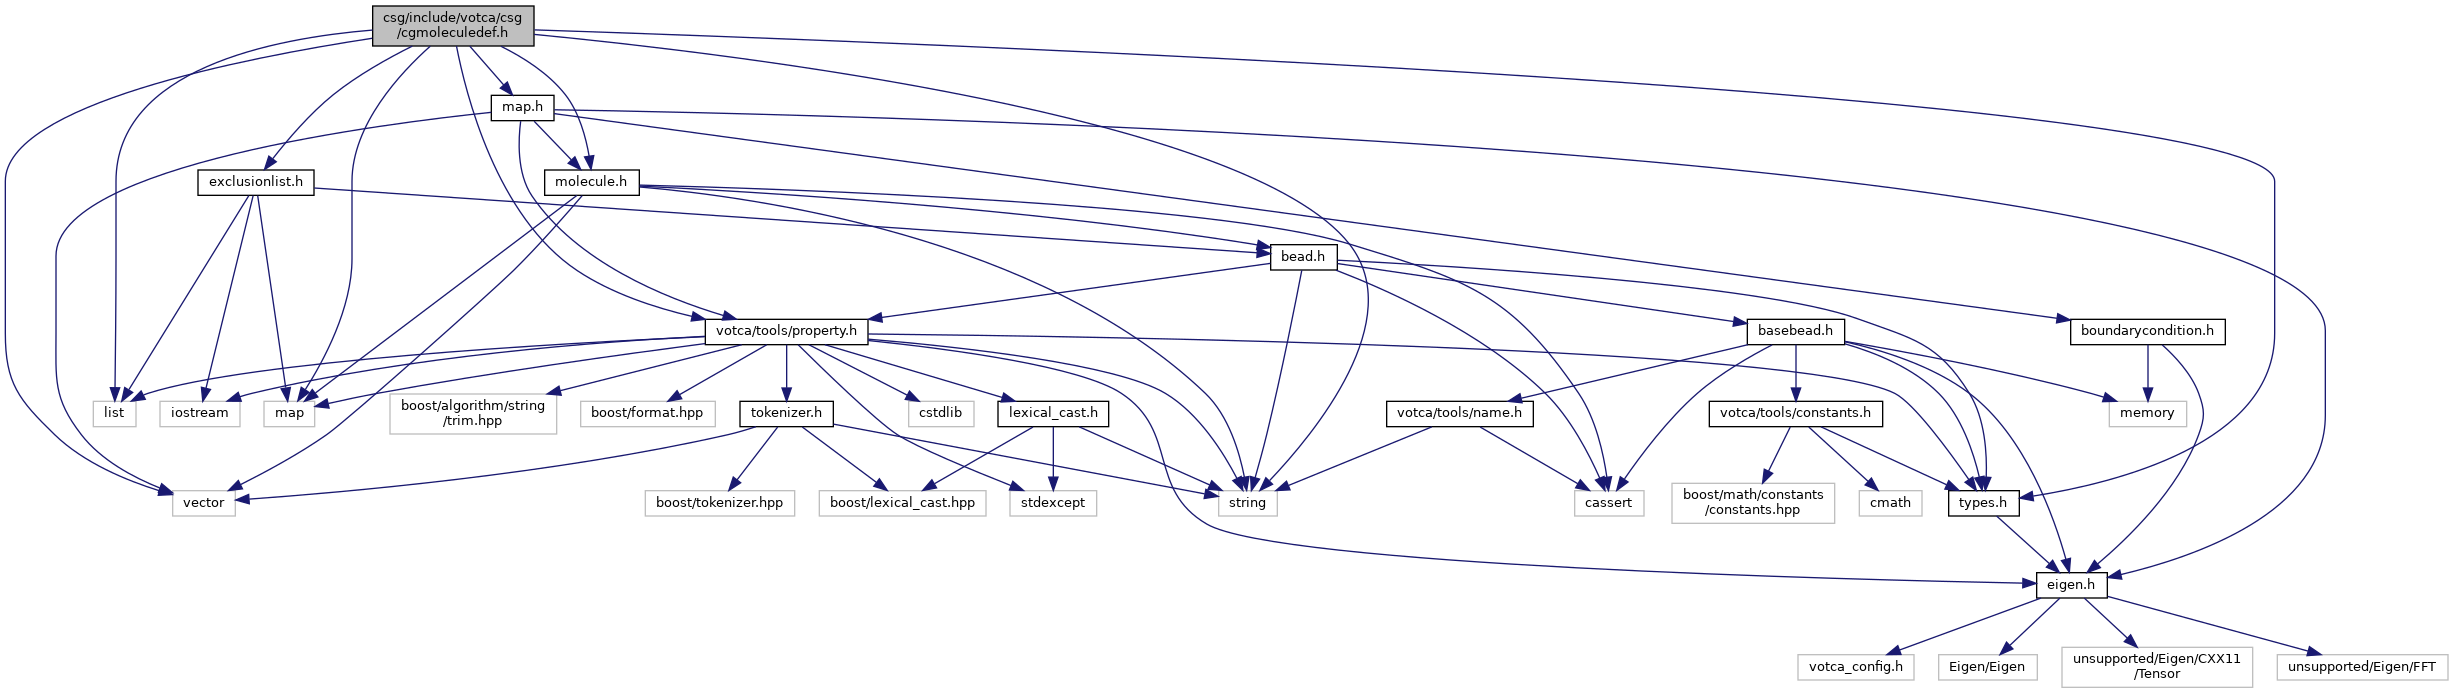 csg/include/votca/csg
/cgmoleculedef.h
map.h
exclusionlist.h
molecule.h
bead.h
votca/tools/property.h
basebead.h
boundarycondition.h
list
iostream
map
boost/algorithm/string
/trim.hpp
boost/format.hpp
tokenizer.h
cstdlib
lexical_cast.h
votca/tools/name.h
votca/tools/constants.h
memory
vector
boost/tokenizer.hpp
boost/lexical_cast.hpp
stdexcept
string
cassert
boost/math/constants
/constants.hpp
cmath
types.h
eigen.h
votca_config.h
Eigen/Eigen
unsupported/Eigen/CXX11
/Tensor
unsupported/Eigen/FFT